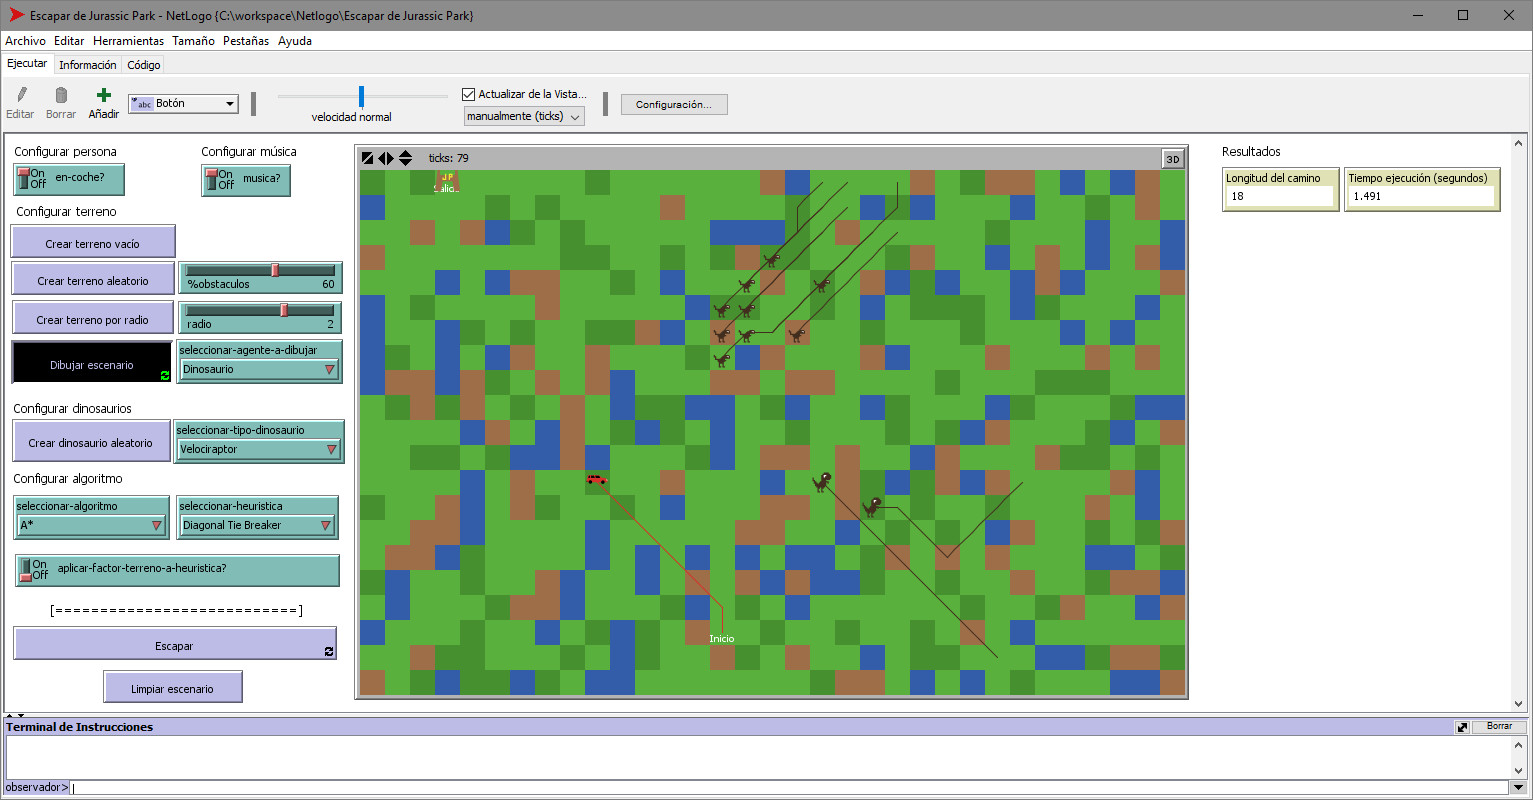 Escapar de Jurassic Park - NetLogo {C:\workspace\Netlogo\Escapar de Jurassic Park}
Archivo Editar Herramientas Tamaño Pestañas Ayuda
Ejecutar Información Código
Editar Borrar Añadir
abc Botón
velocidad normal
Actualizar de la Vista...
manualmente (ticks)
Configuración...
Configurar persona
On
Off
en-coche?
Configurar música
On
Off
musica?
Configurar terreno
Crear terreno vacío
Crear terreno aleatorio
%obstaculos 60
Crear terreno por radio
radio 2
Dibujar escenario
seleccionar-agente-a-dibujar
Dinosaurio
Configurar dinosaurios
Crear dinosaurio aleatorio
seleccionar-tipo-dinosaurio
Velociraptor
Configurar algoritmo
seleccionar-algoritmo
A*
seleccionar-heuristica
Diagonal Tie Breaker
On
Off
aplicar-factor-terreno-a-heuristica?
[===========================]
Escapar
Limpiar escenario
ticks: 79
3D
Salida
Inicio
Resultados
Longitud del camino
18
Tiempo ejecución (segundos)
1.491
Terminal de Instrucciones
Borrar
observador>